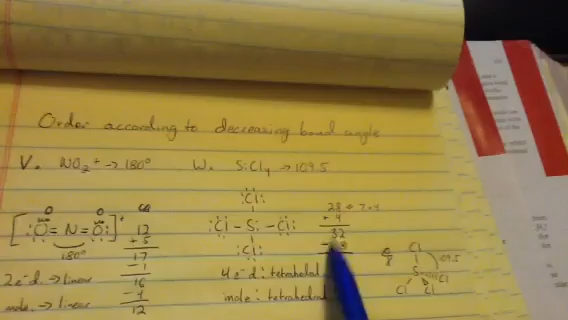 Order according to decreasing bond angle
V. NO₂⁺ → 180° W. SiCl₄ → 109.5
:Cl:
[:O=N=O:]⁺ 12 :Cl-Si-Cl: 28 ← 7·4
+5 +4
180° 17 :Cl: 32
-1 Cl
2 e⁻ d. → linear 16 4 e⁻ d: tetrahedral 109.5
-4 Si Cl
mole. → linear 12 mole: tetrahedral Cl Cl